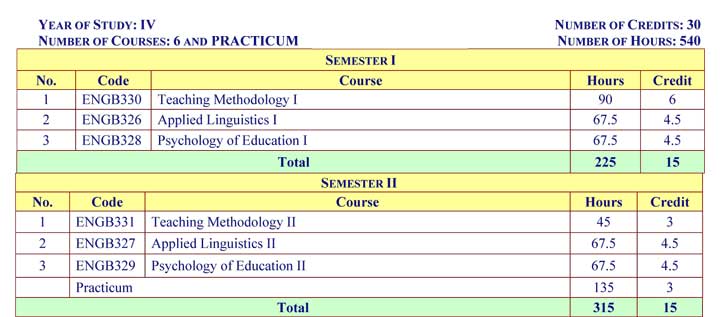 YEAR OF STUDY: IV NUMBER OF CREDITS: 30
NUMBER OF COURSES: 6 AND PRACTICUM NUMBER OF HOURS: 540
SEMESTER I
No. Code Course Hours Credit
1 ENGB330 Teaching Methodology I 90 6
2 ENGB326 Applied Linguistics I 67.5 4.5
3 ENGB328 Psychology of Education I 67.5 4.5
Total 225 15
SEMESTER II
No. Code Course Hours Credit
1 ENGB331 Teaching Methodology II 45 3
2 ENGB327 Applied Linguistics II 67.5 4.5
3 ENGB329 Psychology of Education II 67.5 4.5
Practicum 135 3
Total 315 15